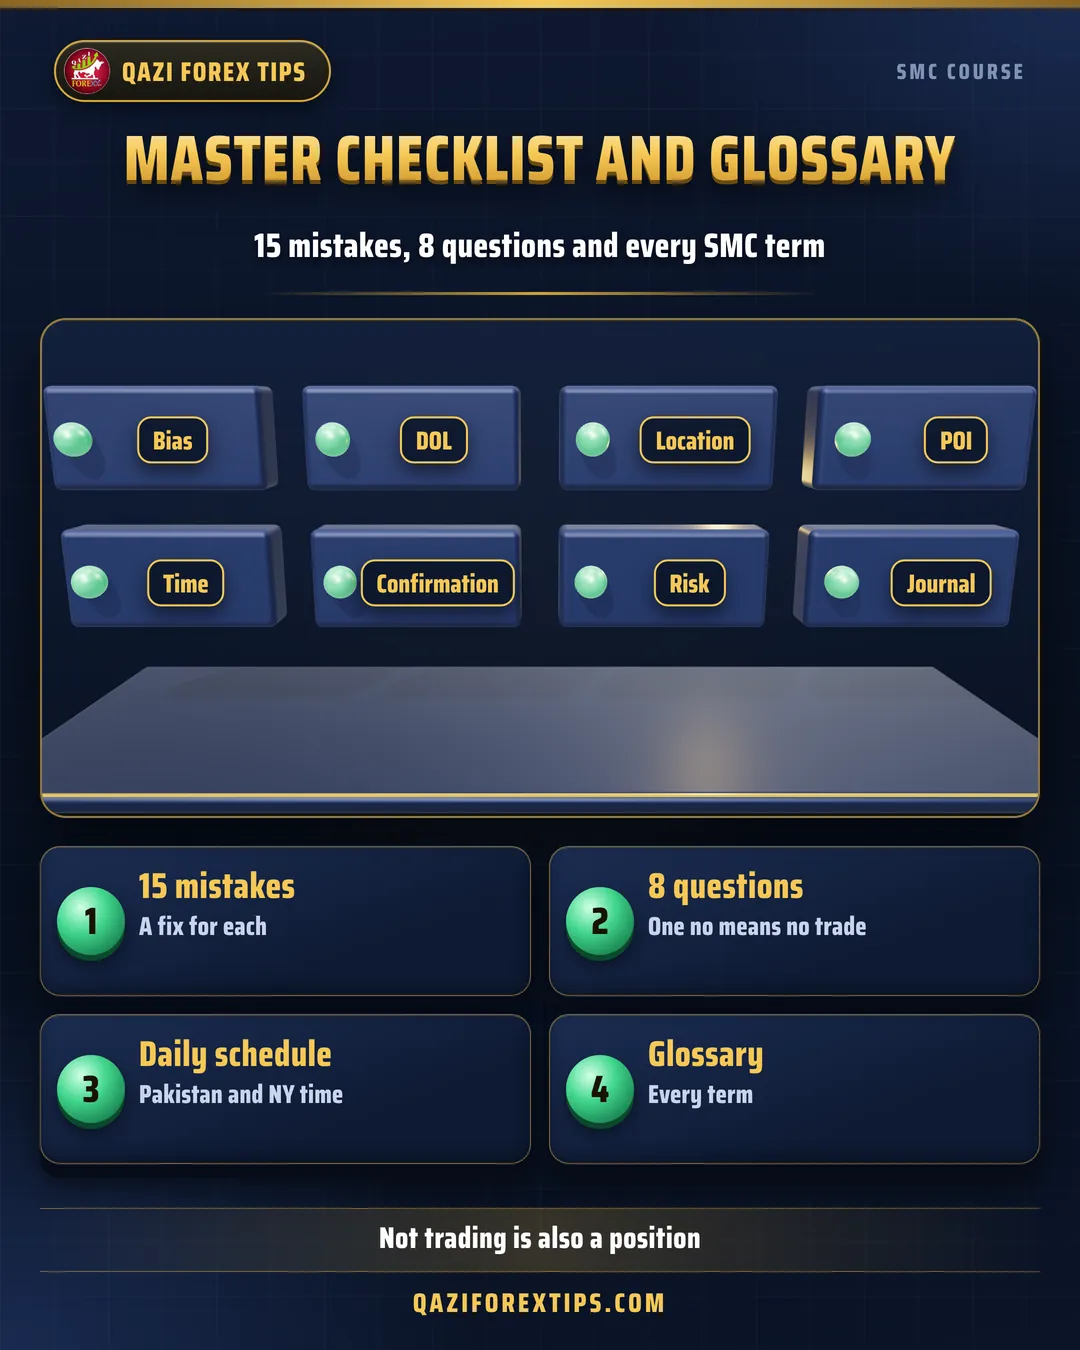 QAZI FOREX TIPS
SMC COURSE
MASTER CHECKLIST AND GLOSSARY
15 mistakes, 8 questions and every SMC term
Bias
DOL
Location
POI
Time
Confirmation
Risk
Journal
1
15 mistakes
A fix for each
2
8 questions
One no means no trade
3
Daily schedule
Pakistan and NY time
4
Glossary
Every term
Not trading is also a position
QAZIFOREXTIPS.COM